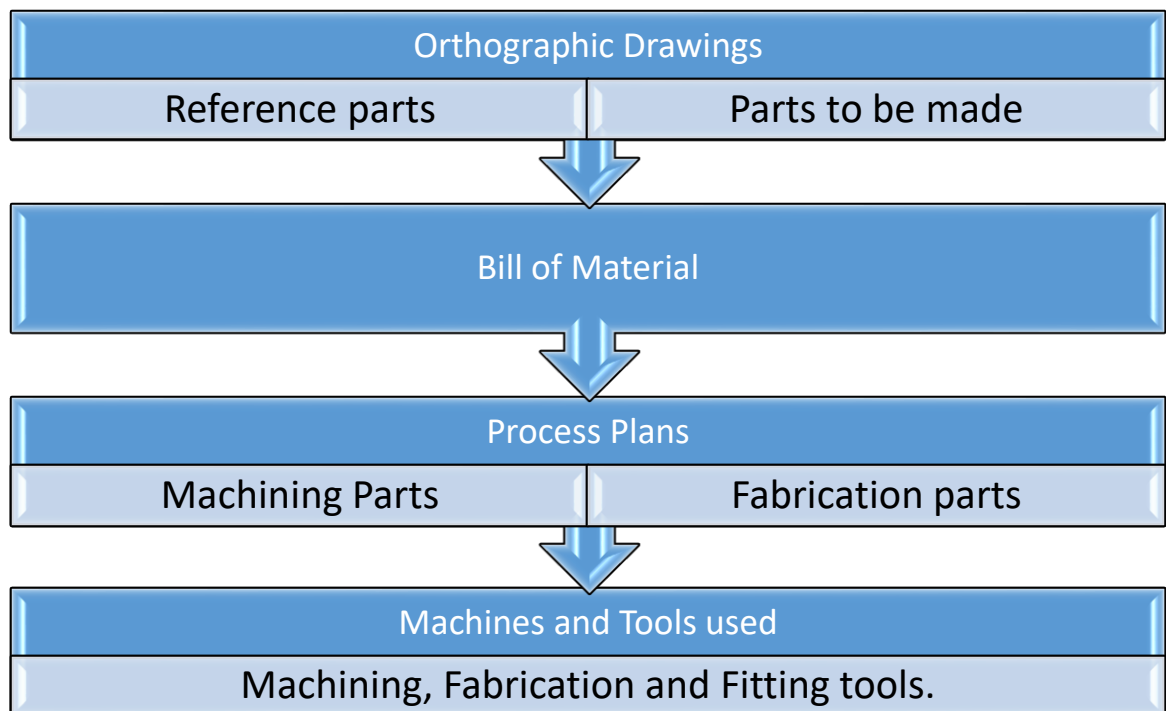 Orthographic Drawings
Reference parts
Parts to be made
Bill of Material
Process Plans
Machining Parts
Fabrication parts
Machines and Tools used
Machining, Fabrication and Fitting tools.